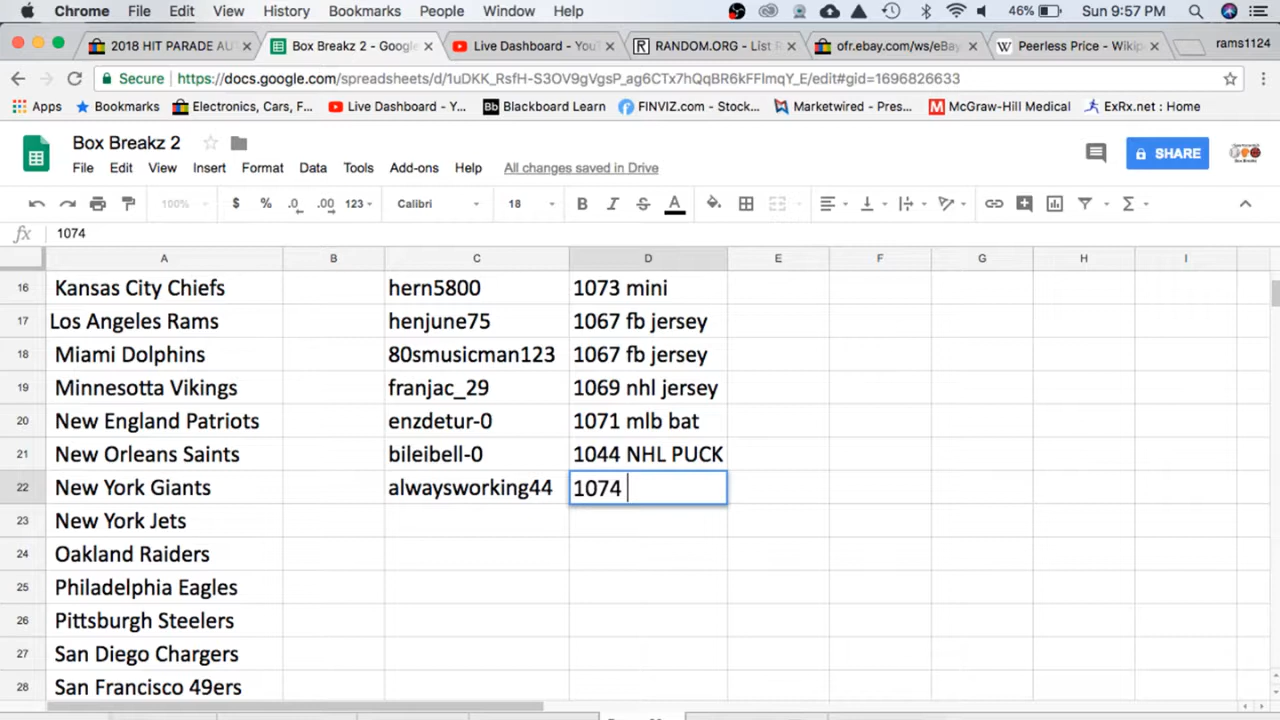 Chrome File Edit View History Bookmarks People Window Help 46% Sun 9:57 PM
2018 HIT PARADE AUT × Box Breakz 2 - Google × Live Dashboard - YouT × RANDOM.ORG - List R × ofr.ebay.com/ws/eBay × Peerless Price - Wikip × rams1124
Secure https://docs.google.com/spreadsheets/d/1uDKK_RsfH-S3OV9gVgsP_ag6CTx7hQqBR6kFFlmqY_E/edit#gid=1696826633
Apps Bookmarks Electronics, Cars, F... Live Dashboard - Y... Bb Blackboard Learn FINVIZ.com - Stock... Marketwired - Pres... M McGraw-Hill Medical ExRx.net : Home
Box Breakz 2
SHARE
File Edit View Insert Format Data Tools Add-ons Help All changes saved in Drive
100% $ % .0 .00 123 Calibri 18 B I S A Σ
fx 1074
A B C D E F G H I
16 Kansas City Chiefs hern5800 1073 mini
17 Los Angeles Rams henjune75 1067 fb jersey
18 Miami Dolphins 80smusicman123 1067 fb jersey
19 Minnesotta Vikings franjac_29 1069 nhl jersey
20 New England Patriots enzdetur-0 1071 mlb bat
21 New Orleans Saints bileibell-0 1044 NHL PUCK
22 New York Giants alwaysworking44 1074
23 New York Jets
24 Oakland Raiders
25 Philadelphia Eagles
26 Pittsburgh Steelers
27 San Diego Chargers
28 San Francisco 49ers